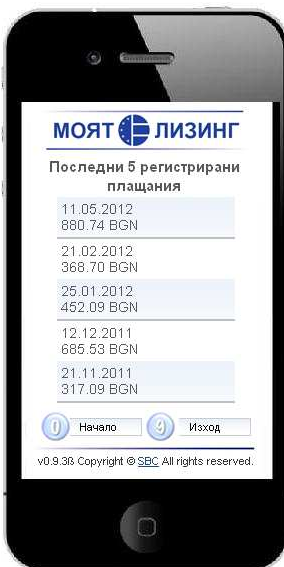 МОЯТ ЛИЗИНГ
Последни 5 регистрирани
плащания
11.05.2012
880.74 BGN
21.02.2012
368.70 BGN
25.01.2012
452.09 BGN
12.12.2011
685.53 BGN
21.11.2011
317.09 BGN
0 Начало 9 Изход
v0.9.3ß Copyright © SBC All rights reserved.